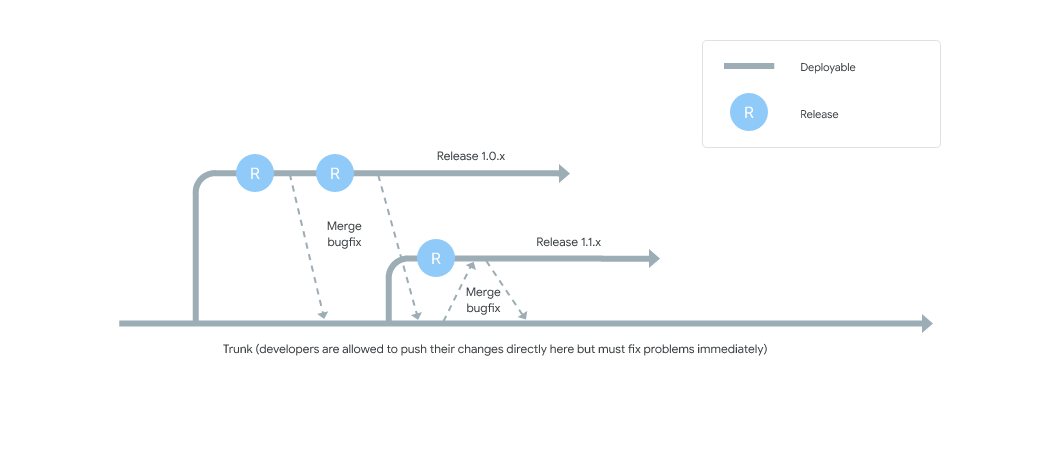 Deployable
R
Release
Release 1.0.x
R
R
Merge
bugfix
Release 1.1.x
R
Merge
bugfix
Trunk (developers are allowed to push their changes directly here but must fix problems immediately)